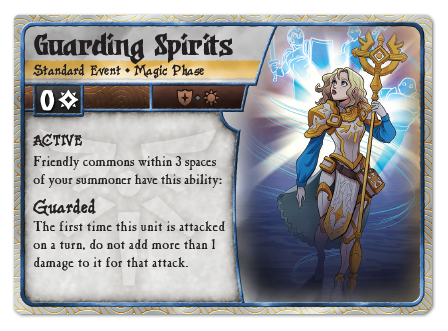 Guarding Spirits
Standard Event • Magic Phase
0
ACTIVE
Friendly commons within 3 spaces
of your summoner have this ability:
Guarded
The first time this unit is attacked
on a turn, do not add more than 1
damage to it for that attack.